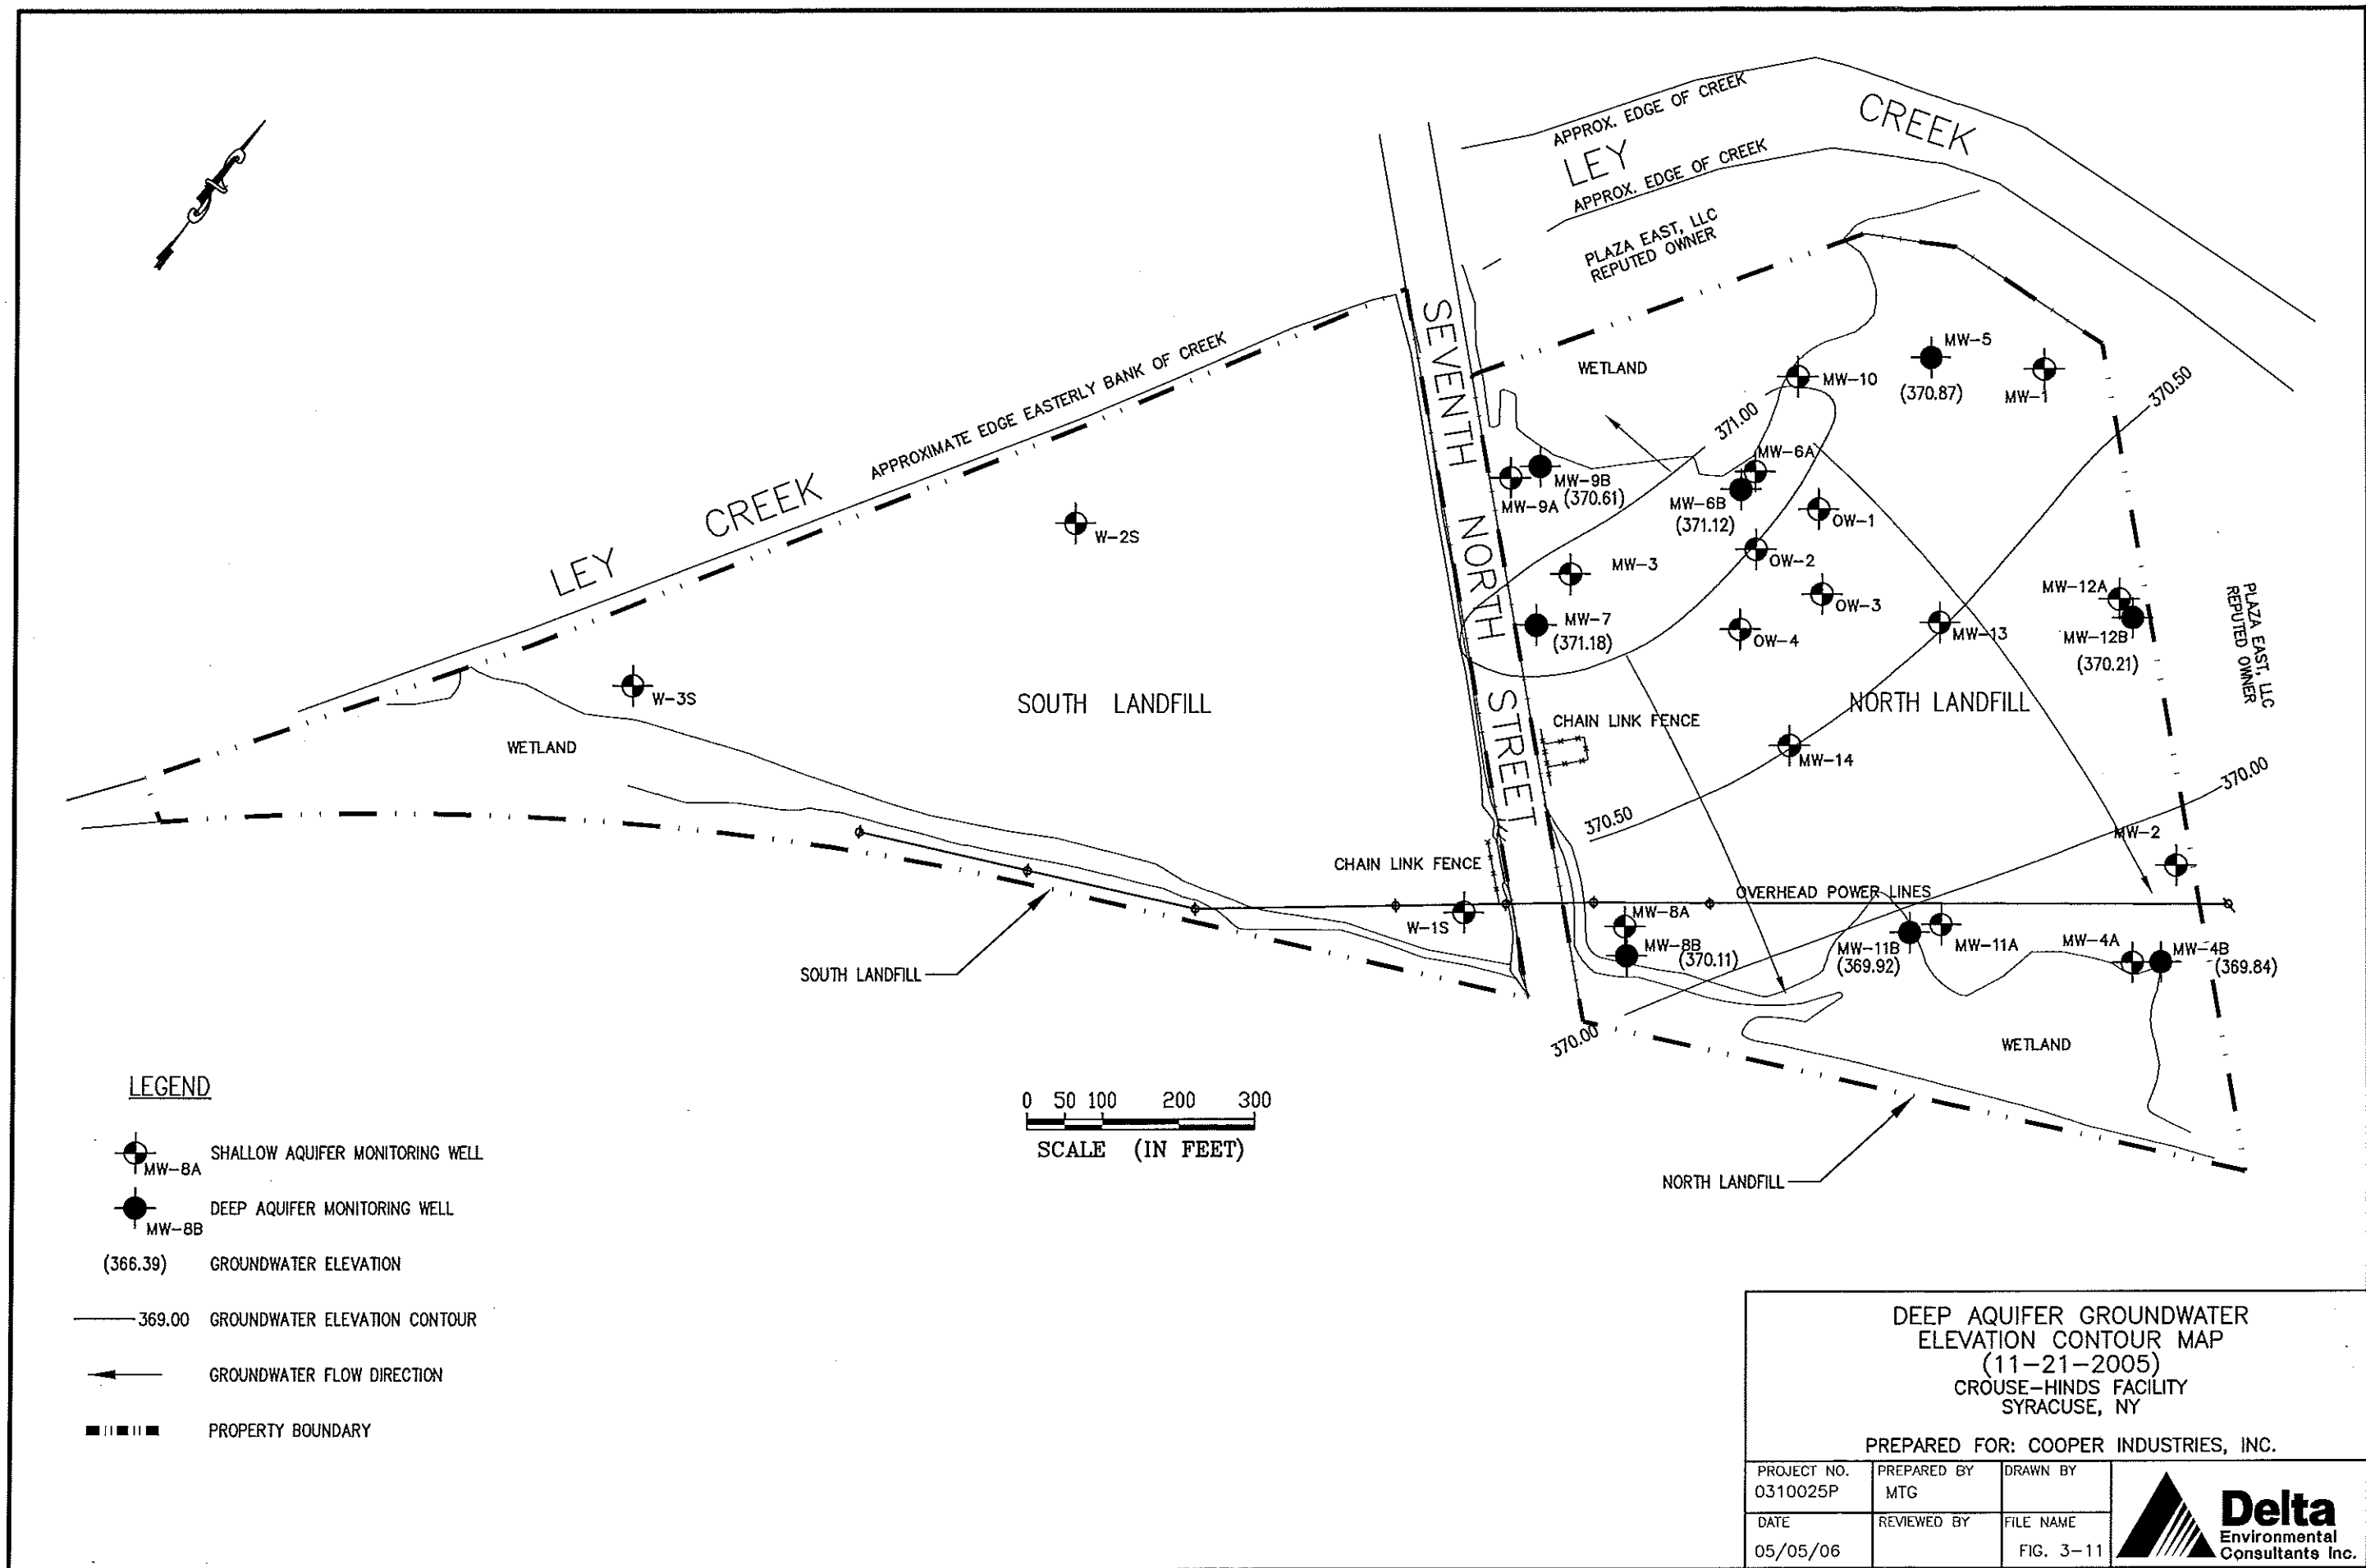 APPROX. EDGE OF CREEK
LEY
CREEK
APPROX. EDGE OF CREEK
PLAZA EAST, LLC
REPUTED OWNER
SEVENTH NORTH STREET
WETLAND
MW-10
MW-5
(370.87)
MW-1
370.50
371.00
APPROXIMATE EDGE EASTERLY BANK OF CREEK
LEY CREEK
W-2S
MW-9B
(370.61)
MW-9A
MW-6A
MW-6B
(371.12)
OW-1
OW-2
MW-3
OW-3
MW-7
(371.18)
OW-4
MW-13
MW-12A
MW-12B
(370.21)
PLAZA EAST, LLC
REPUTED OWNER
W-3S
SOUTH LANDFILL
NORTH LANDFILL
WETLAND
CHAIN LINK FENCE
MW-14
370.50
370.00
MW-2
CHAIN LINK FENCE
OVERHEAD POWER LINES
W-1S
MW-8A
MW-8B
(370.11)
MW-11B
(369.92)
MW-11A
MW-4A
MW-4B
(369.84)
SOUTH LANDFILL
370.00
WETLAND
NORTH LANDFILL
LEGEND
MW-8A
SHALLOW AQUIFER MONITORING WELL
MW-8B
DEEP AQUIFER MONITORING WELL
(366.39) GROUNDWATER ELEVATION
369.00 GROUNDWATER ELEVATION CONTOUR
GROUNDWATER FLOW DIRECTION
PROPERTY BOUNDARY
0 50 100 200 300
SCALE (IN FEET)
DEEP AQUIFER GROUNDWATER
ELEVATION CONTOUR MAP
(11-21-2005)
CROUSE-HINDS FACILITY
SYRACUSE, NY
PREPARED FOR: COOPER INDUSTRIES, INC.
PROJECT NO.
0310025P
PREPARED BY
MTG
DRAWN BY
DATE
05/05/06
REVIEWED BY
FILE NAME
FIG. 3-11
Delta
Environmental
Consultants Inc.